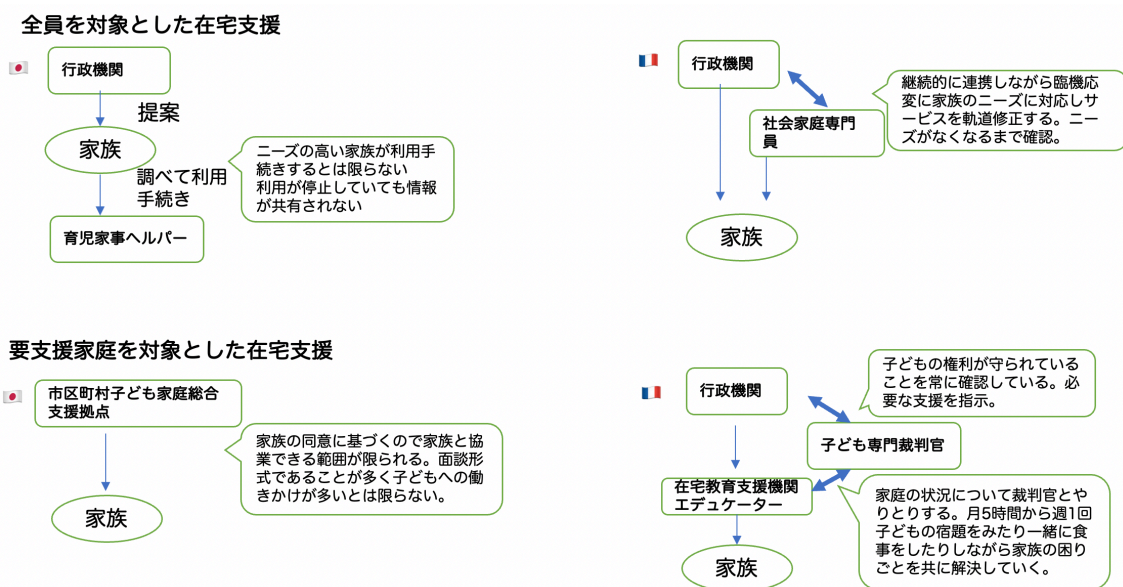 全員を対象とした在宅支援
行政機関
提案
家族
調べて利用
手続き
育児家事ヘルパー
ニーズの高い家族が利用手
続きするとは限らない
利用が停止していても情報
が共有されない
行政機関
社会家庭専門
員
家族
継続的に連携しながら臨機応
変に家族のニーズに対応しサ
ービスを軌道修正する。ニー
ズがなくなるまで確認。
要支援家庭を対象とした在宅支援
市区町村子ども家庭総合
支援拠点
家族
家族の同意に基づくので家族と協
業できる範囲が限られる。面談形
式であることが多く子どもへの働
きかけが多いとは限らない。
行政機関
子どもの権利が守られている
ことを常に確認している。必
要な支援を指示。
子ども専門裁判官
在宅教育支援機関
エデュケーター
家族
家庭の状況について裁判官とや
りとりする。月5時間から週1回
子どもの宿題をみたり一緒に食
事をしたりしながら家族の困り
ごとを共に解決していく。